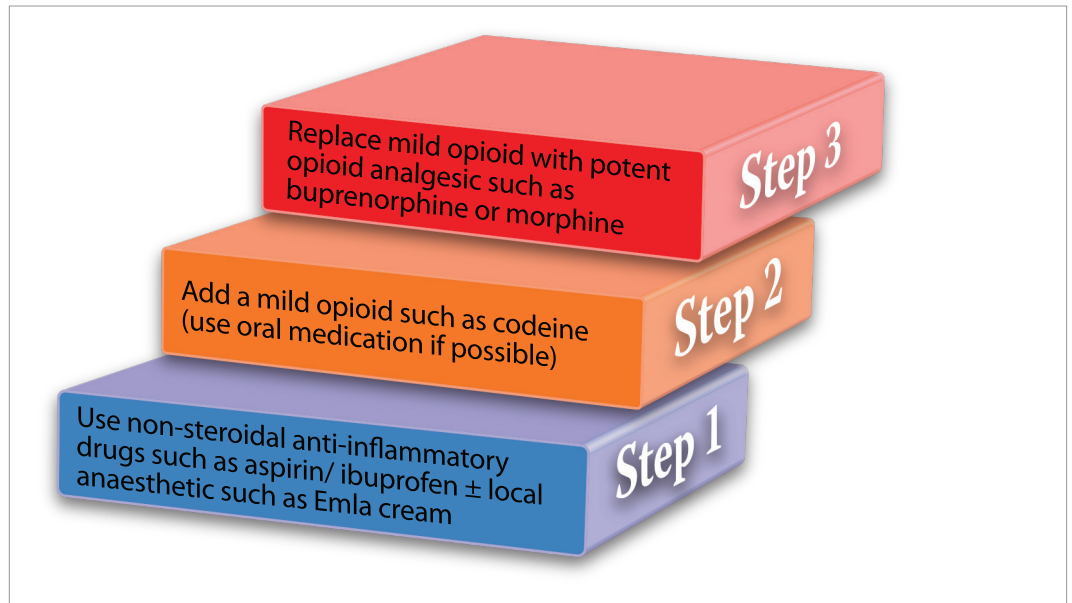 Replace mild opioid with potent
opioid analgesic such as
buprenorphine or morphine
Step 3
Add a mild opioid such as codeine
(use oral medication if possible)
Step 2
Use non-steroidal anti-inflammatory
drugs such as aspirin/ ibuprofen ± local
anaesthetic such as Emla cream
Step 1